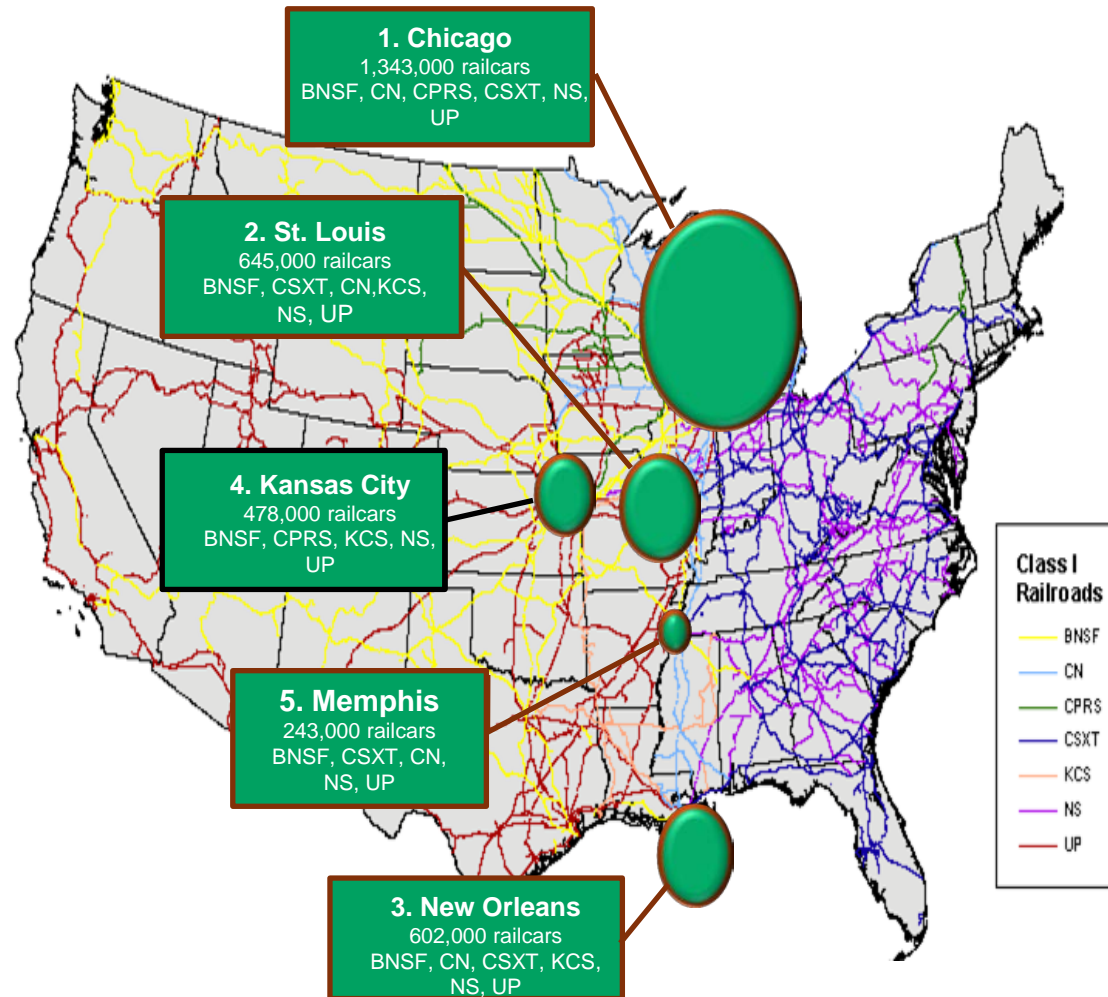 1. Chicago
1,343,000 railcars
BNSF, CN, CPRS, CSXT, NS,
UP
2. St. Louis
645,000 railcars
BNSF, CSXT, CN,KCS,
NS, UP
4. Kansas City
478,000 railcars
BNSF, CPRS, KCS, NS,
UP
5. Memphis
243,000 railcars
BNSF, CSXT, CN,
NS, UP
3. New Orleans
602,000 railcars
BNSF, CN, CSXT, KCS,
NS, UP
Class I
Railroads
BNSF
CN
CPRS
CSXT
KCS
NS
UP